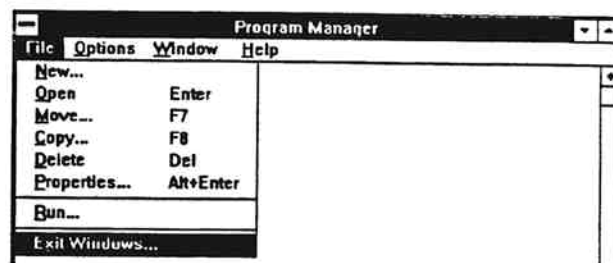 Program Manager
File Options Window Help
New...
Open Enter
Move... F7
Copy... F8
Delete Del
Properties... Alt+Enter
Run...
Exit Windows...